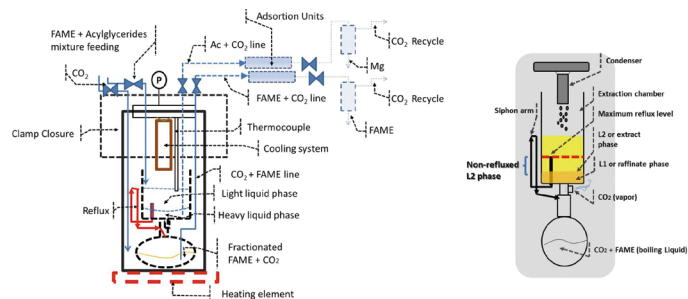 FAME + Acylglycerides
mixture feeding
CO2
P
Clamp Closure
Reflux
Adsortion Units
Ac + CO2 line
FAME + CO2 line
CO2 Recycle
Mg
CO2
Recycle
FAME
Thermocouple
Cooling system
CO2 + FAME line
Light liquid phase
Heavy liquid phase
Fractionated
FAME + CO2
Heating element
Condenser
Extraction chamber
Maximum reflux level
Siphon arm
L2 or extract
phase
L1 or raffinate phase
Non-refluxed
L2 phase
CO2 (vapor)
CO2 + FAME (boiling Liquid)